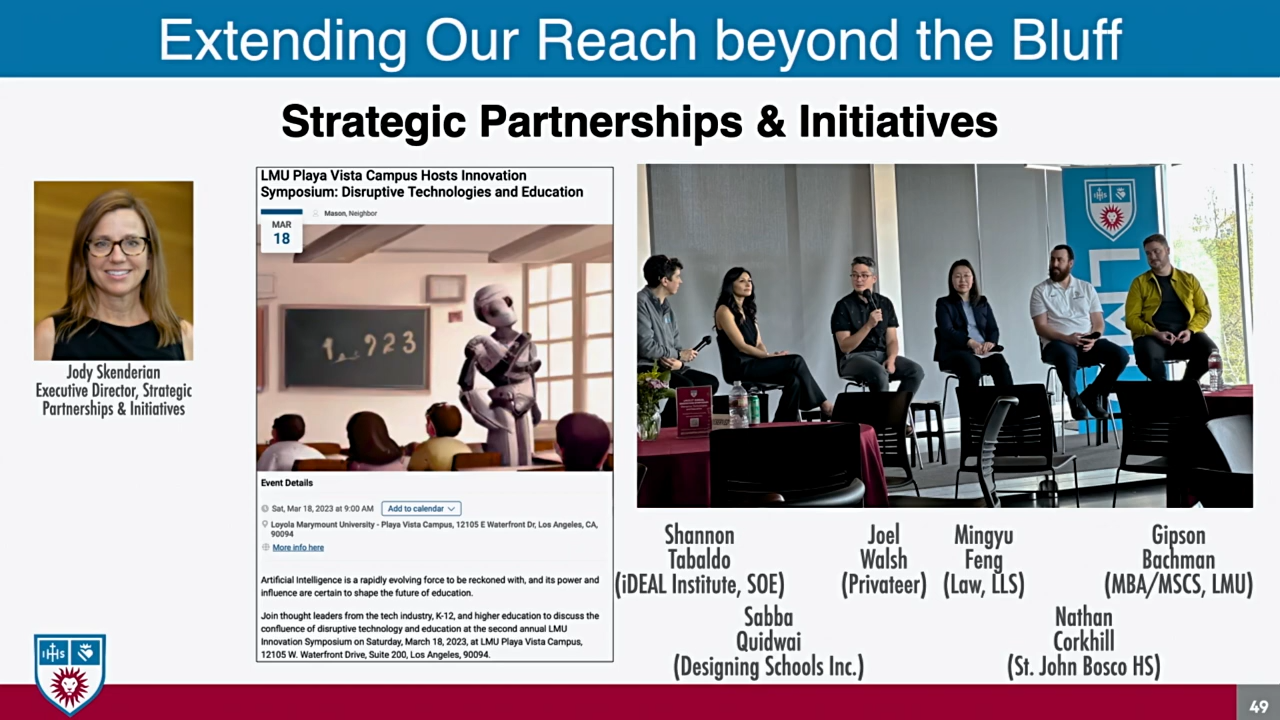 Extending Our Reach beyond the Bluff
Strategic Partnerships & Initiatives
Jody Skenderian
Executive Director, Strategic
Partnerships & Initiatives
LMU Playa Vista Campus Hosts Innovation
Symposium: Disruptive Technologies and Education
Mason, Neighbor
MAR
18
Event Details
Sat, Mar 18, 2023 at 9:00 AM
Add to calendar
Loyola Marymount University - Playa Vista Campus, 12105 E Waterfront Dr, Los Angeles, CA,
90094
More info here
Artificial Intelligence is a rapidly evolving force to be reckoned with, and its power and
influence are certain to shape the future of education.
Join thought leaders from the tech industry, K-12, and higher education to discuss the
confluence of disruptive technology and education at the second annual LMU
Innovation Symposium on Saturday, March 18, 2023, at LMU Playa Vista Campus,
12105 W. Waterfront Drive, Suite 200, Los Angeles, 90094.
IHS
LMU
Shannon
Tabaldo
(iDEAL Institute, SOE)
Joel
Walsh
(Privateer)
Mingyu
Feng
(Law, LLS)
Gipson
Bachman
(MBA/MSCS, LMU)
Sabba
Quidwai
(Designing Schools Inc.)
Nathan
Corkhill
(St. John Bosco HS)
IHS
49